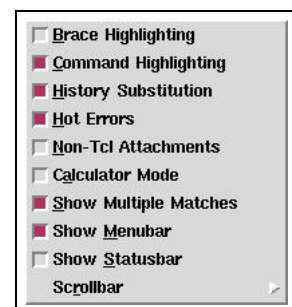 Brace Highlighting
Command Highlighting
History Substitution
Hot Errors
Non-Tcl Attachments
Calculator Mode
Show Multiple Matches
Show Menubar
Show Statusbar
Scrollbar